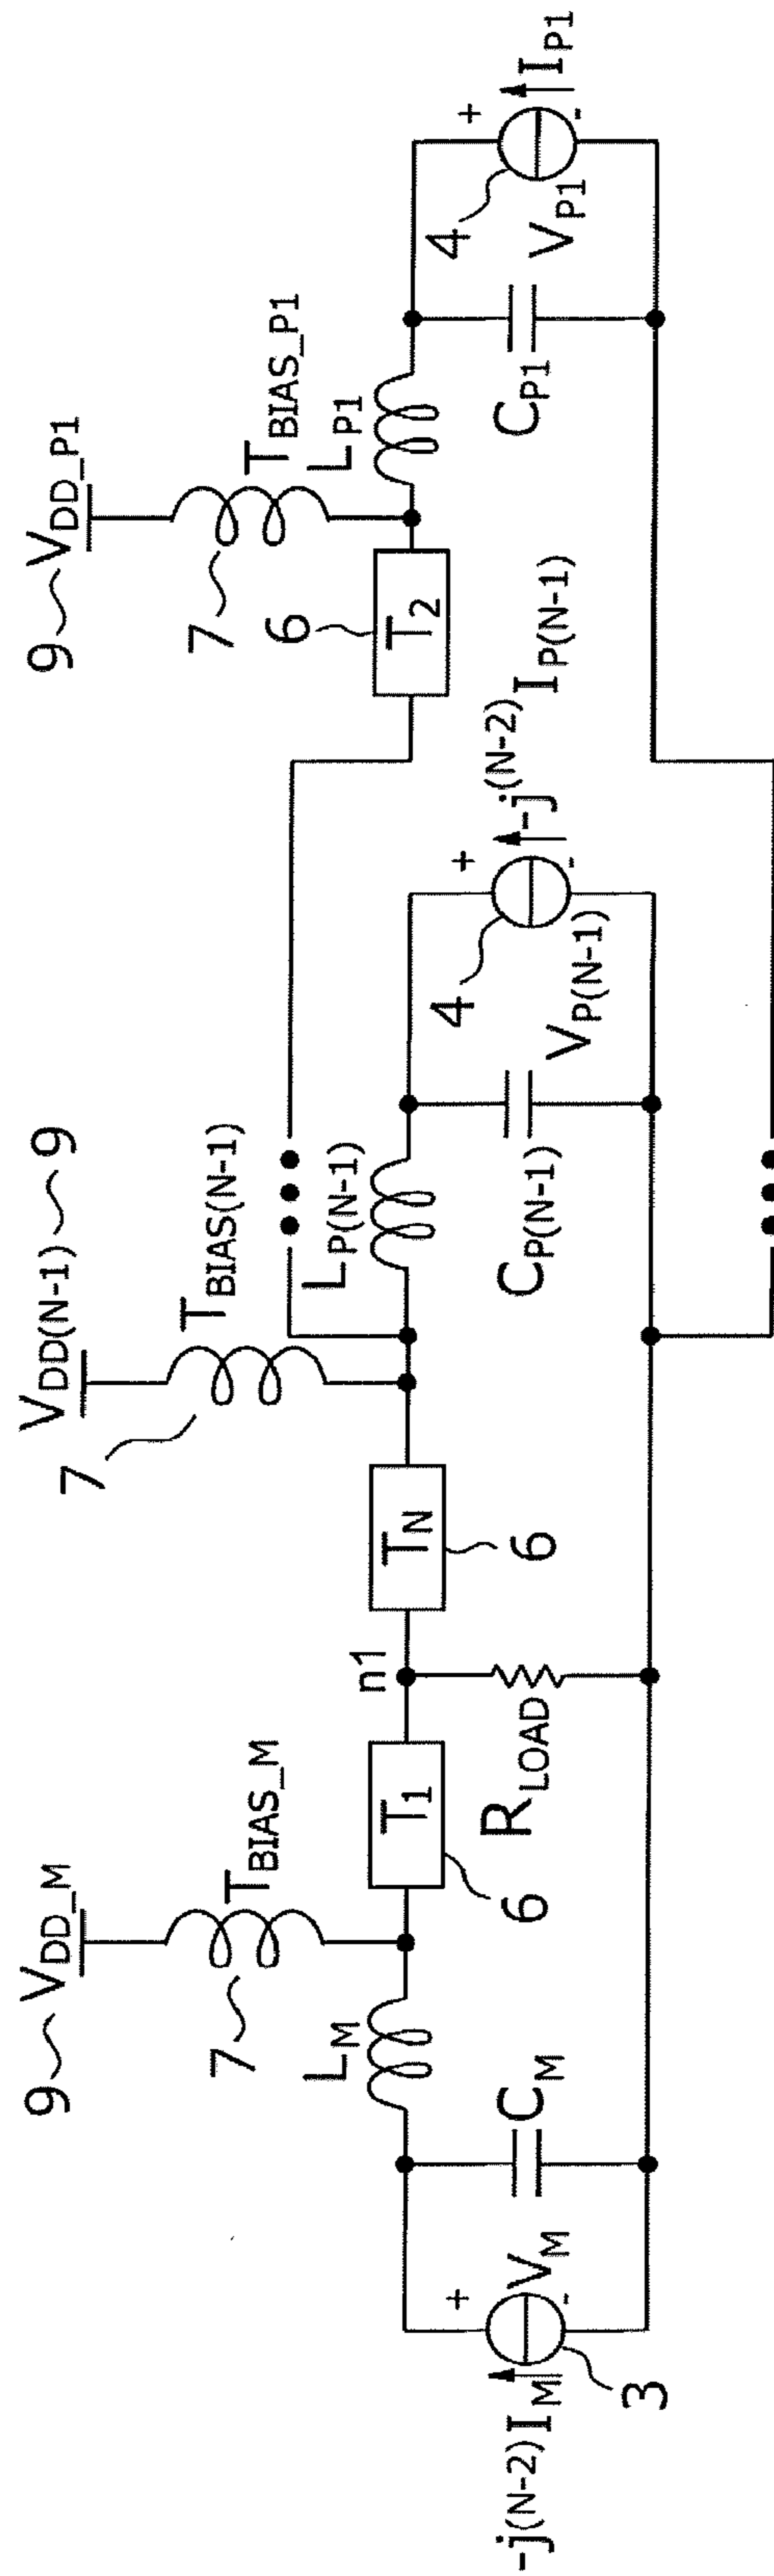 9 V_DD_M
7 T_BIAS_M
L_M
C_M
V_M
+
-
-j^(N-2) I_M
3
T_1
6
n1
R_LOAD
T_N
6
V_DD(N-1) 9
7 T_BIAS(N-1)
L_P(N-1)
C_P(N-1)
V_P(N-1)
4
+
-
-j^(N-2) I_P(N-1)
T_2
6
9 V_DD_P1
7 T_BIAS_P1
L_P1
C_P1
V_P1
4
+
-
I_P1